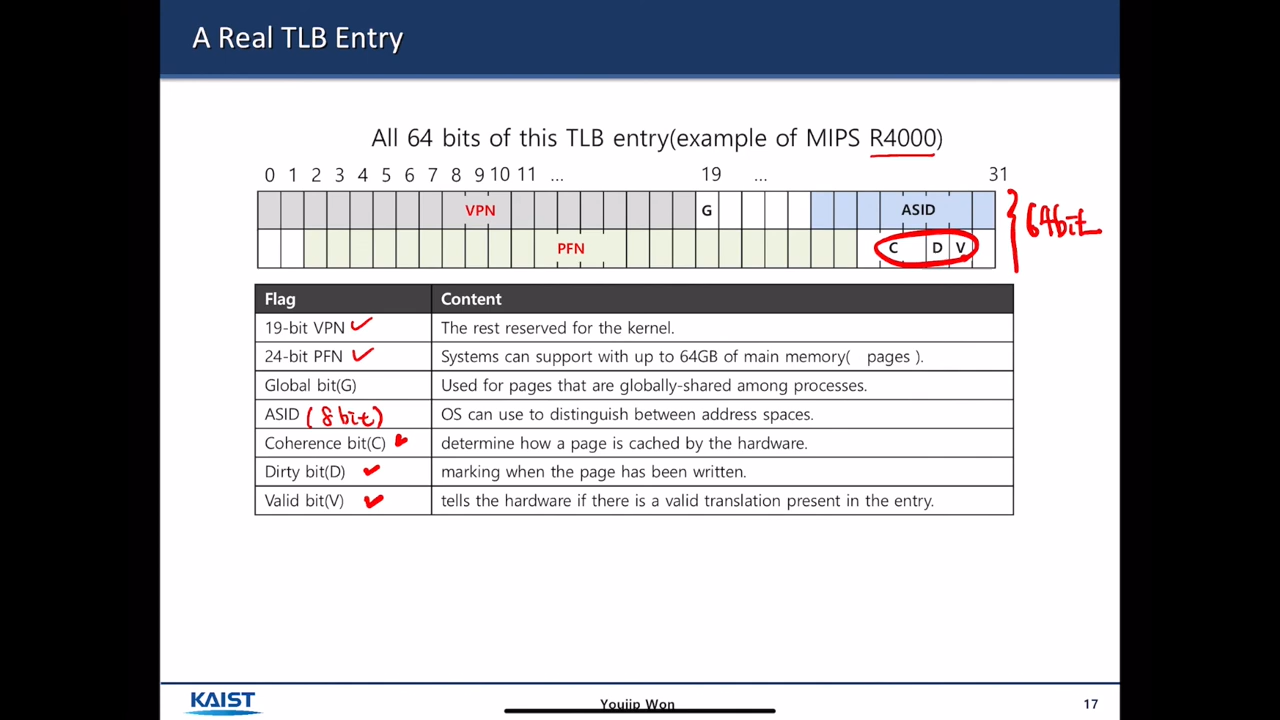 A Real TLB Entry
All 64 bits of this TLB entry(example of MIPS R4000)
0 1 2 3 4 5 6 7 8 9 10 11 ... 19 ... 31
VPN G ASID
64bit
PFN C D V
Flag Content
19-bit VPN The rest reserved for the kernel.
24-bit PFN Systems can support with up to 64GB of main memory( pages ).
Global bit(G) Used for pages that are globally-shared among processes.
ASID (8bit) OS can use to distinguish between address spaces.
Coherence bit(C) determine how a page is cached by the hardware.
Dirty bit(D) marking when the page has been written.
Valid bit(V) tells the hardware if there is a valid translation present in the entry.
KAIST
Youjip Won
17